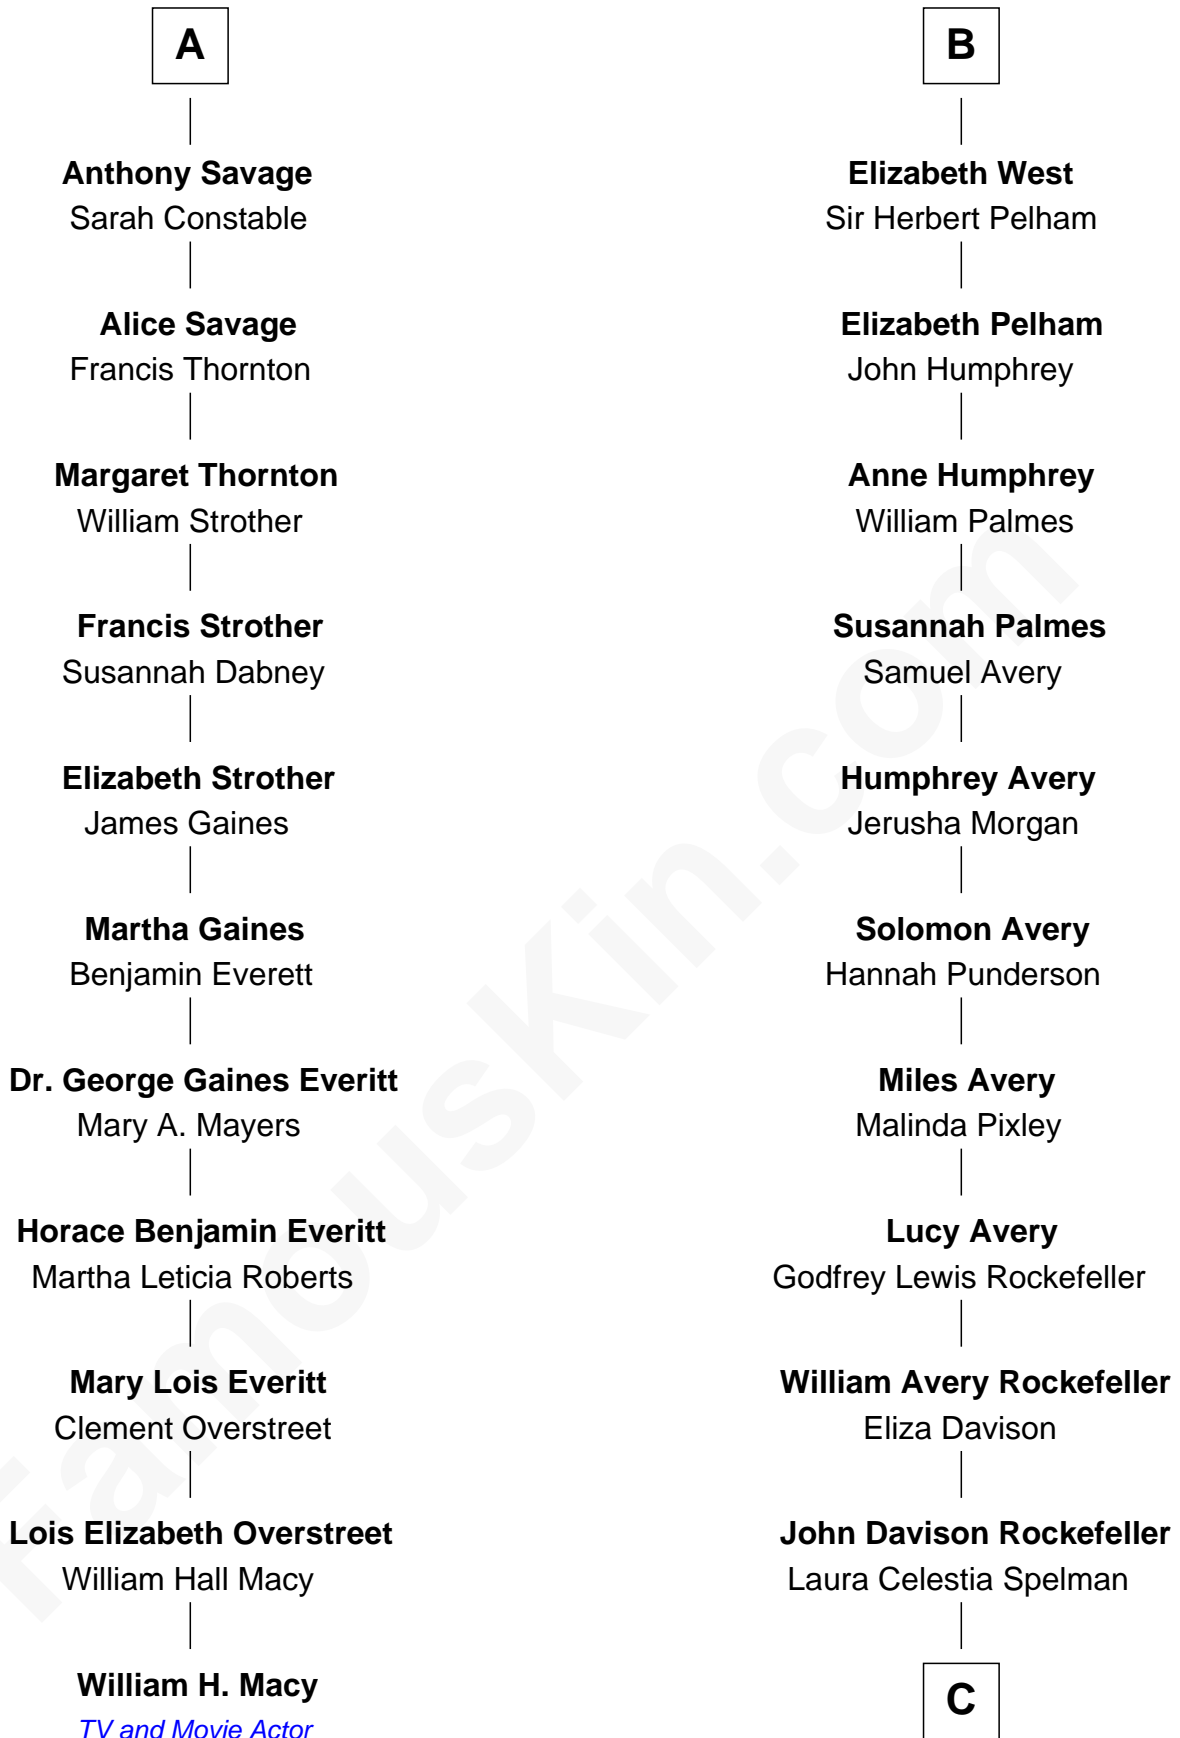 A
Anthony Savage
Sarah Constable
Alice Savage
Francis Thornton
Margaret Thornton
William Strother
Francis Strother
Susannah Dabney
Elizabeth Strother
James Gaines
Martha Gaines
Benjamin Everett
Dr. George Gaines Everitt
Mary A. Mayers
Horace Benjamin Everitt
Martha Leticia Roberts
Mary Lois Everitt
Clement Overstreet
Lois Elizabeth Overstreet
William Hall Macy
William H. Macy
TV and Movie Actor
B
Elizabeth West
Sir Herbert Pelham
Elizabeth Pelham
John Humphrey
Anne Humphrey
William Palmes
Susannah Palmes
Samuel Avery
Humphrey Avery
Jerusha Morgan
Solomon Avery
Hannah Punderson
Miles Avery
Malinda Pixley
Lucy Avery
Godfrey Lewis Rockefeller
William Avery Rockefeller
Eliza Davison
John Davison Rockefeller
Laura Celestia Spelman
C
FamousKin.com